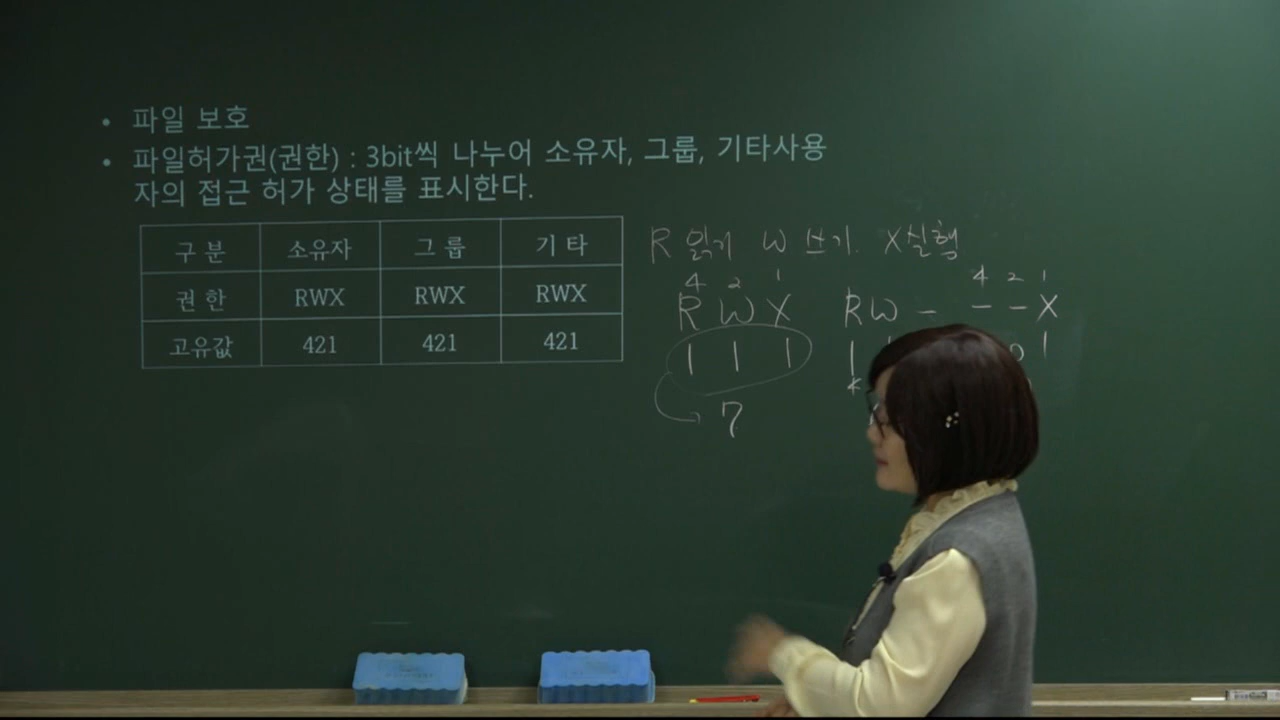 • 파일 보호
• 파일허가권(권한) : 3bit씩 나누어 소유자, 그룹, 기타사용
자의 접근 허가 상태를 표시한다.
구 분 소유자 그 룹 기 타
권 한 RWX RWX RWX
고유값 421 421 421
R 읽기 W 쓰기 X실행
4 2 1 4 2 1
R W X RW - - - X
1 1 1 1 0 1
7